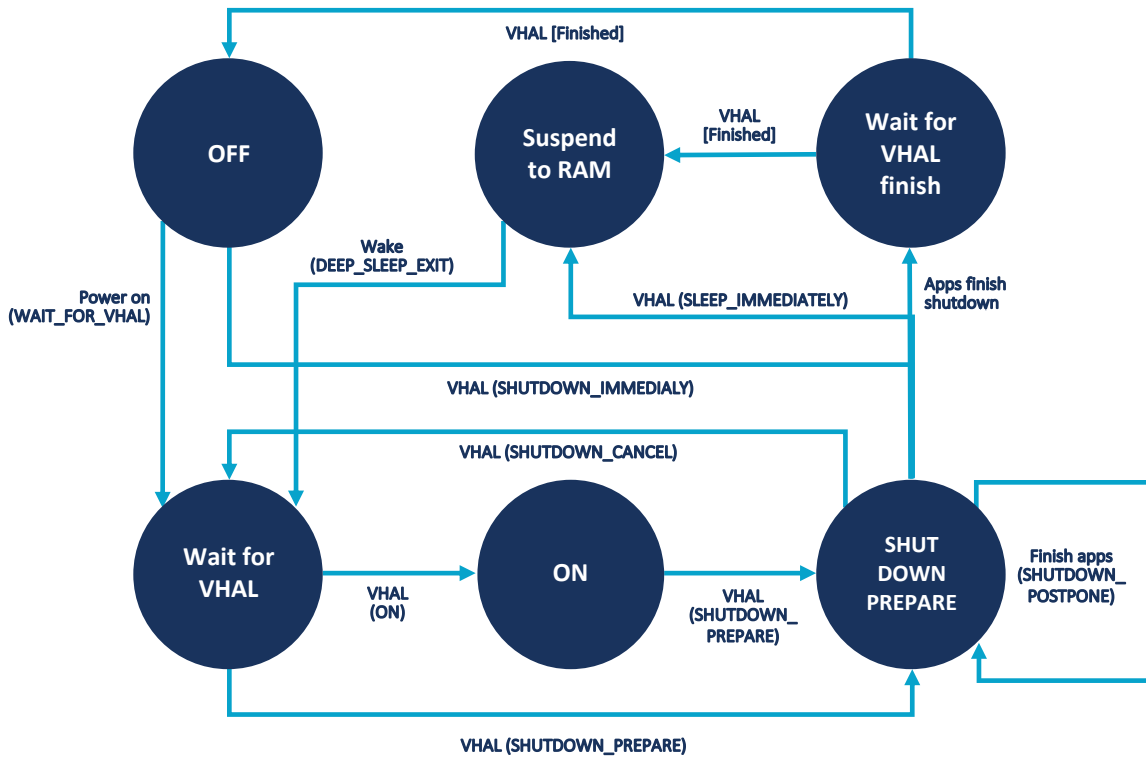 VHAL [Finished]
OFF
Suspend
to RAM
VHAL
[Finished]
Wait for
VHAL
finish
Wake
(DEEP_SLEEP_EXIT)
Power on
(WAIT_FOR_VHAL)
VHAL (SLEEP_IMMEDIATELY)
Apps finish
shutdown
VHAL (SHUTDOWN_IMMEDIALY)
VHAL (SHUTDOWN_CANCEL)
Wait for
VHAL
VHAL
(ON)
ON
VHAL
(SHUTDOWN_
PREPARE)
SHUT
DOWN
PREPARE
Finish apps
(SHUTDOWN_
POSTPONE)
VHAL (SHUTDOWN_PREPARE)